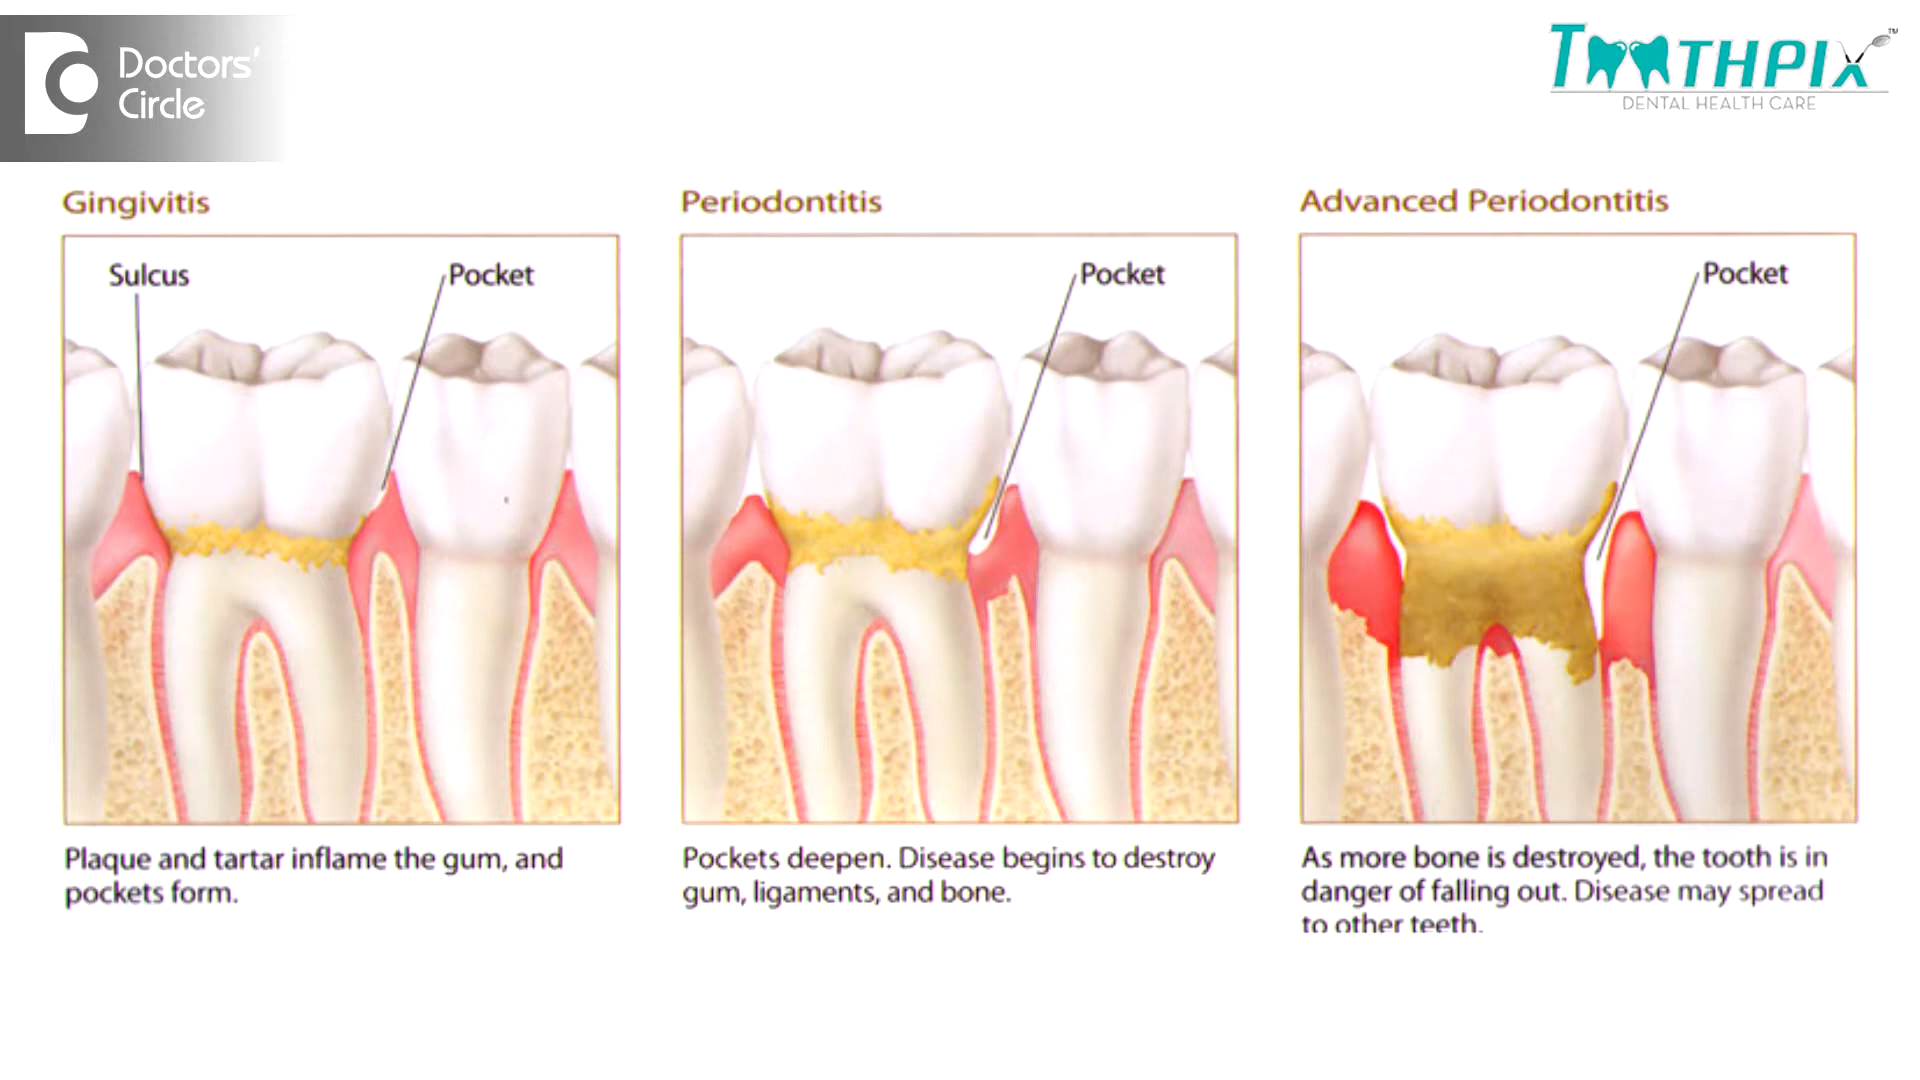 Doctors'
Circle
TOOTHPIX™
DENTAL HEALTH CARE
Gingivitis
Sulcus
Pocket
Plaque and tartar inflame the gum, and
pockets form.
Periodontitis
Pocket
Pockets deepen. Disease begins to destroy
gum, ligaments, and bone.
Advanced Periodontitis
Pocket
As more bone is destroyed, the tooth is in
danger of falling out. Disease may spread
to other teeth.